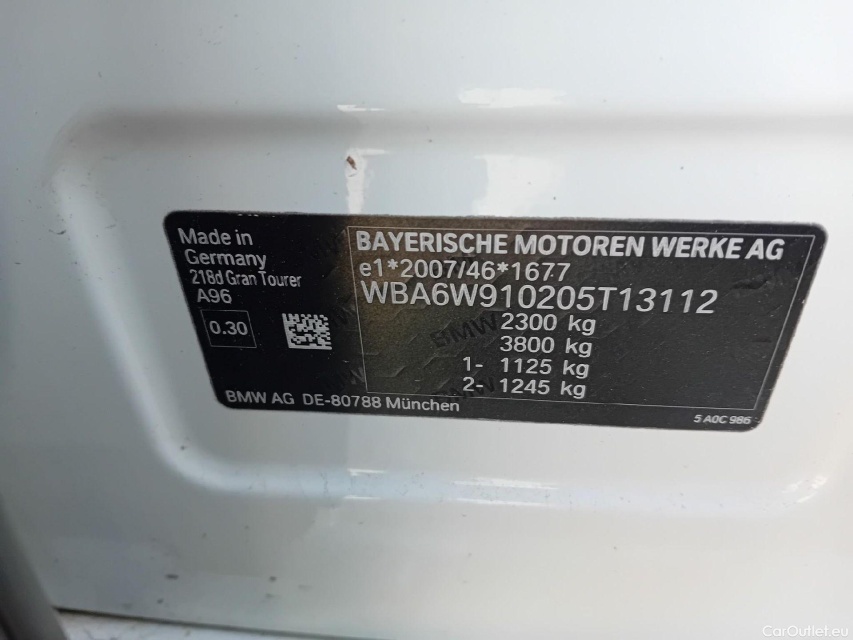 Made in
Germany
218d Gran Tourer
A96
0.30
BAYERISCHE MOTOREN WERKE AG
e1*2007/46*1677
WBA6W910205T13112
2300 kg
3800 kg
1- 1125 kg
2- 1245 kg
BMW AG DE-80788 München
5 A0C 986
BMW
BMW
CarOutlet.eu